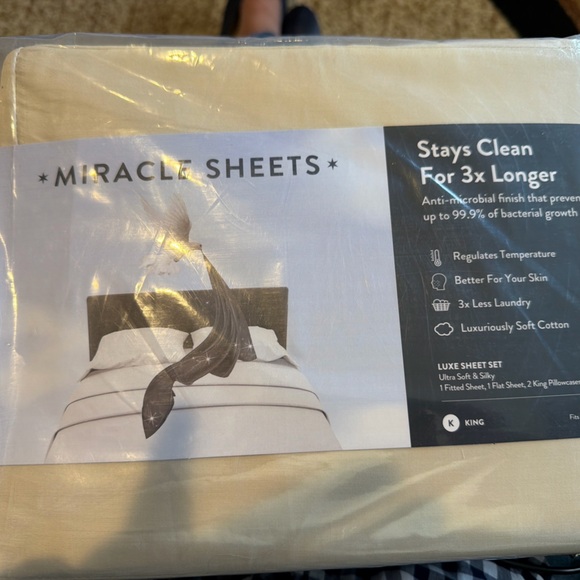 *MIRACLE SHEETS*
Stays Clean
For 3x Longer
Anti-microbial finish that
up to 99.9% of bacterial growth
Regulates Temperature
Better For Your Skin
3x Less Laundry
Luxuriously Soft Cotton
LUXE SHEET SET
Ultra Soft & Silky
1 Fitted Sheet, 1 Flat Sheet, 2 King Pillowcases
K KING
Fits